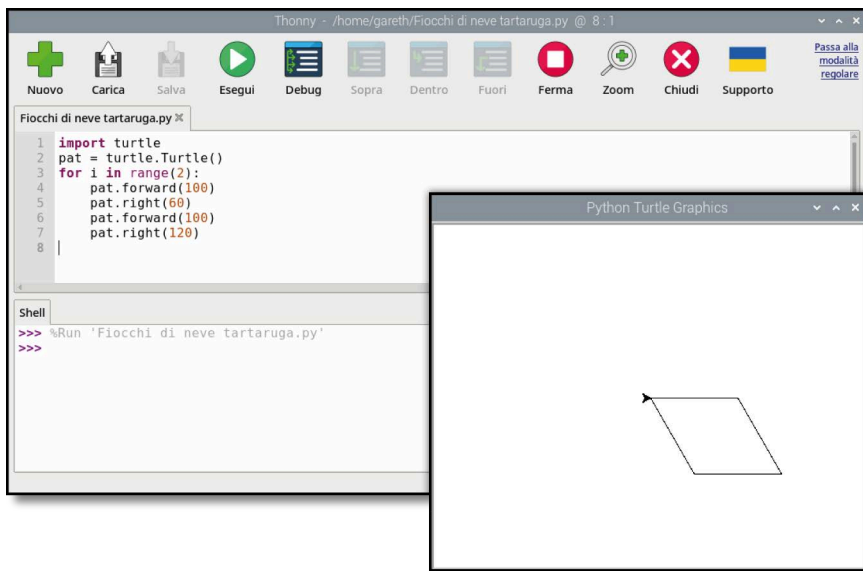 Thonny - /home/gareth/Fiocchi di neve tartaruga.py @ 8 : 1
Nuovo Carica Salva Esegui Debug Sopra Dentro Fuori Ferma Zoom Chiudi Supporto
Passa alla
modalità
regolare
Fiocchi di neve tartaruga.py
1 import turtle
2 pat = turtle.Turtle()
3 for i in range(2):
4     pat.forward(100)
5     pat.right(60)
6     pat.forward(100)
7     pat.right(120)
8
Shell
>>> %Run 'Fiocchi di neve tartaruga.py'
>>>
Python Turtle Graphics